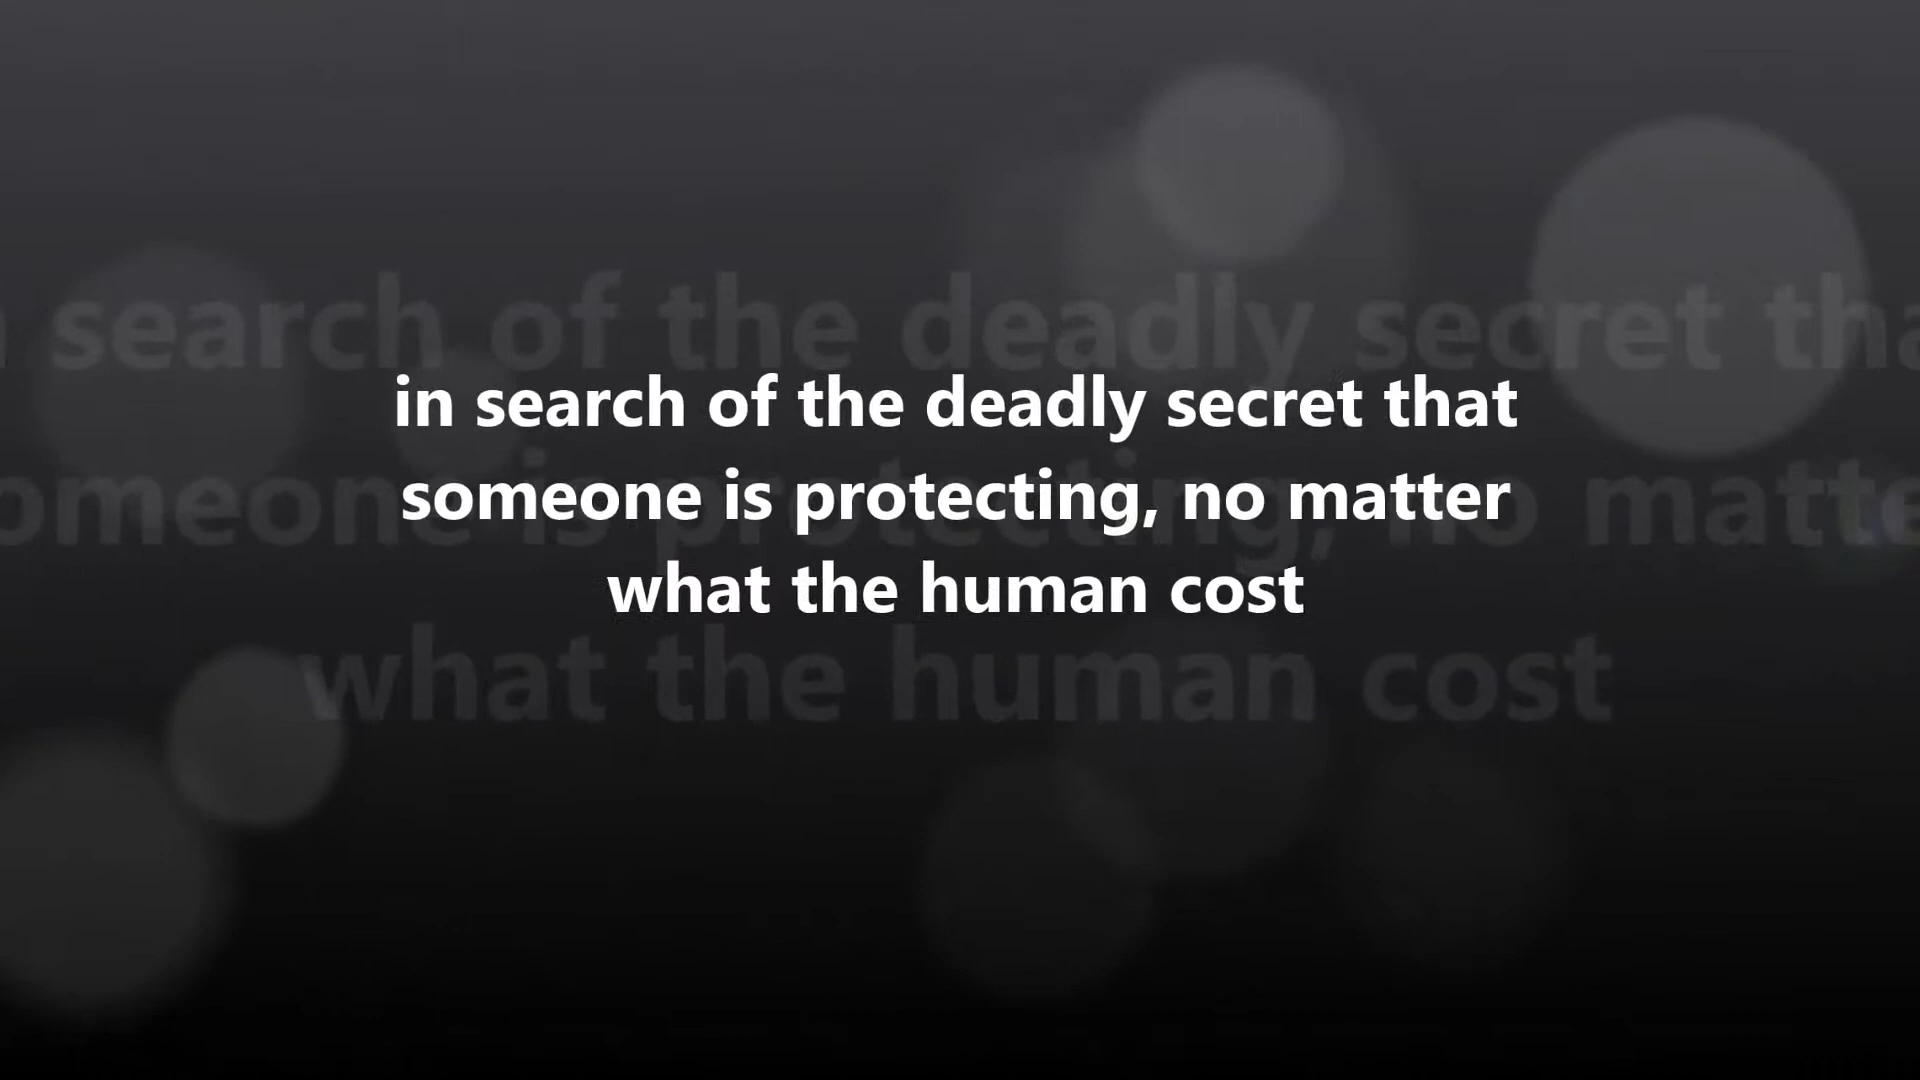 in search of the deadly secret that
someone is protecting, no matter
what the human cost